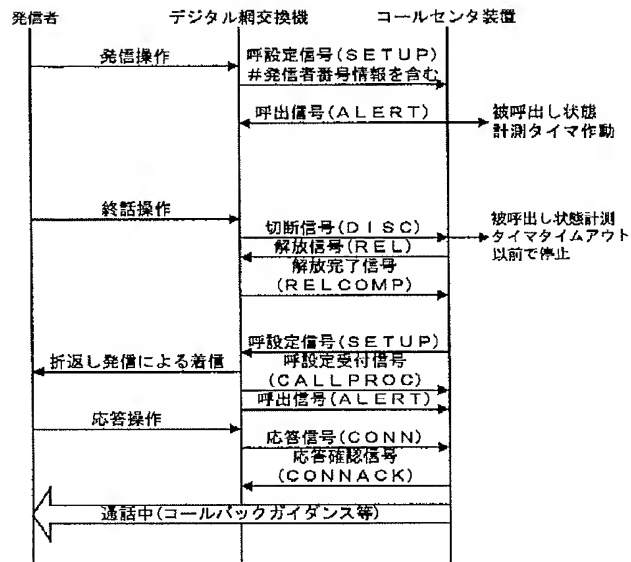 発信者
デジタル網交換機
コールセンタ装置
発信操作
呼設定信号(SETUP)
#発信者番号情報を含む
呼出信号(ALERT)
被呼出し状態
計測タイマ作動
終話操作
切断信号(DISC)
被呼出し状態計測
タイマタイムアウト
以前で停止
解放信号(REL)
解放完了信号
(RELCOMP)
呼設定信号(SETUP)
折返し発信による着信
呼設定受付信号
(CALLPROC)
呼出信号(ALERT)
応答操作
応答信号(CONN)
応答確認信号
(CONNACK)
通話中(コールバックガイダンス等)